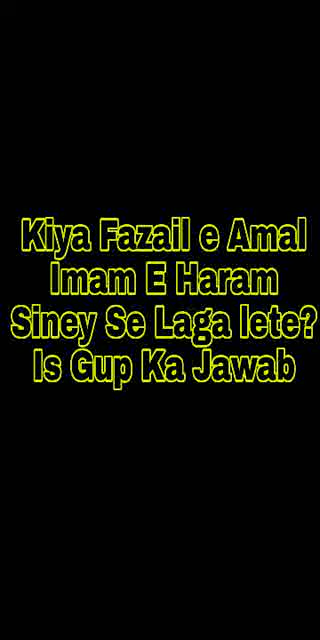 Kiya Fazail e Amal
Imam E Haram
Siney Se Laga lete?
Is Gup Ka Jawab